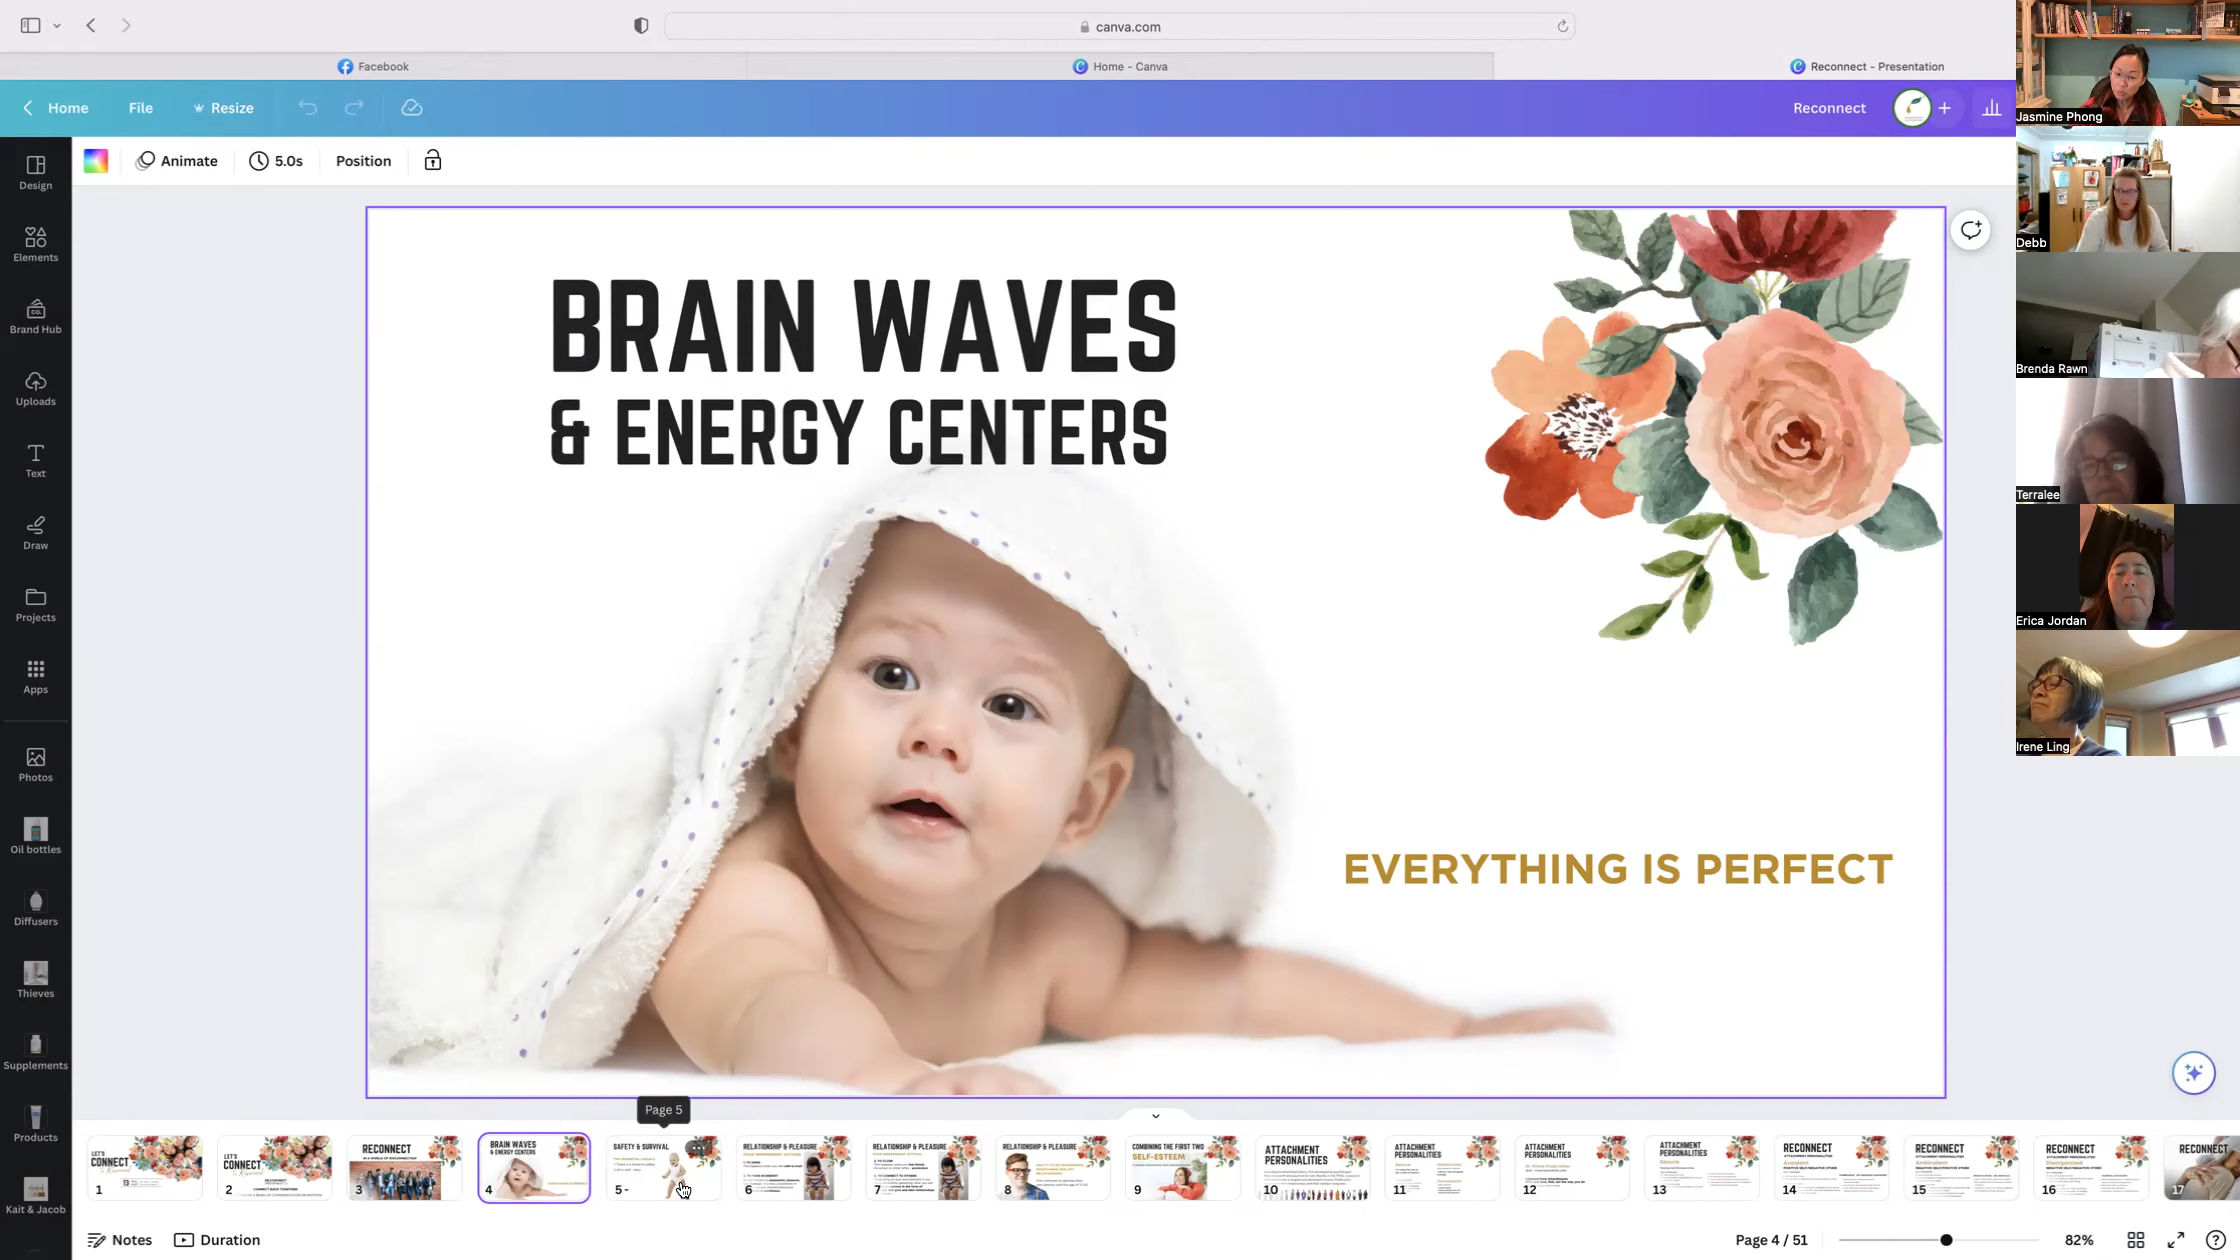 canva.com
Facebook
Home - Canva
Reconnect - Presentation
Home
File
Resize
Reconnect
Animate
5.0s
Position
Design
Elements
Brand Hub
Uploads
Text
Draw
Projects
Apps
Photos
Oil bottles
Diffusers
Thieves
Supplements
Products
Kait & Jacob
BRAIN WAVES
& ENERGY CENTERS
EVERYTHING IS PERFECT
Jasmine Phong
Debb
Brenda Rawn
Terralee
Erica Jordan
Irene Ling
Page 5
LET'S
CONNECT
1
LET'S
CONNECT
2
RECONNECT
3
BRAIN WAVES
& ENERGY CENTERS
4
SAFETY & SURVIVAL
5 -
RELATIONSHIP & PLEASURE
6
RELATIONSHIP & PLEASURE
7
RELATIONSHIP & PLEASURE
8
COMBINING THE FIRST TWO
SELF-ESTEEM
9
ATTACHMENT
PERSONALITIES
10
ATTACHMENT
PERSONALITIES
11
ATTACHMENT
PERSONALITIES
12
ATTACHMENT
PERSONALITIES
13
RECONNECT
14
RECONNECT
15
RECONNECT
16
RECONNECT
17
Notes
Duration
Page 4 / 51
82%